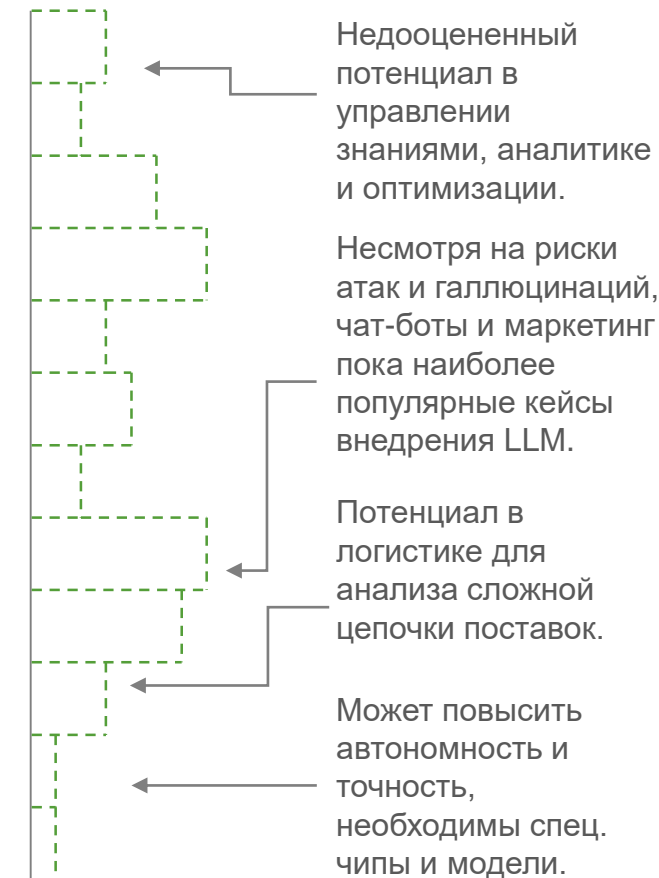 Недооцененный
потенциал в
управлении
знаниями, аналитике
и оптимизации.
Несмотря на риски
атак и галлюцинаций,
чат-боты и маркетинг
пока наиболее
популярные кейсы
внедрения LLM.
Потенциал в
логистике для
анализа сложной
цепочки поставок.
Может повысить
автономность и
точность,
необходимы спец.
чипы и модели.